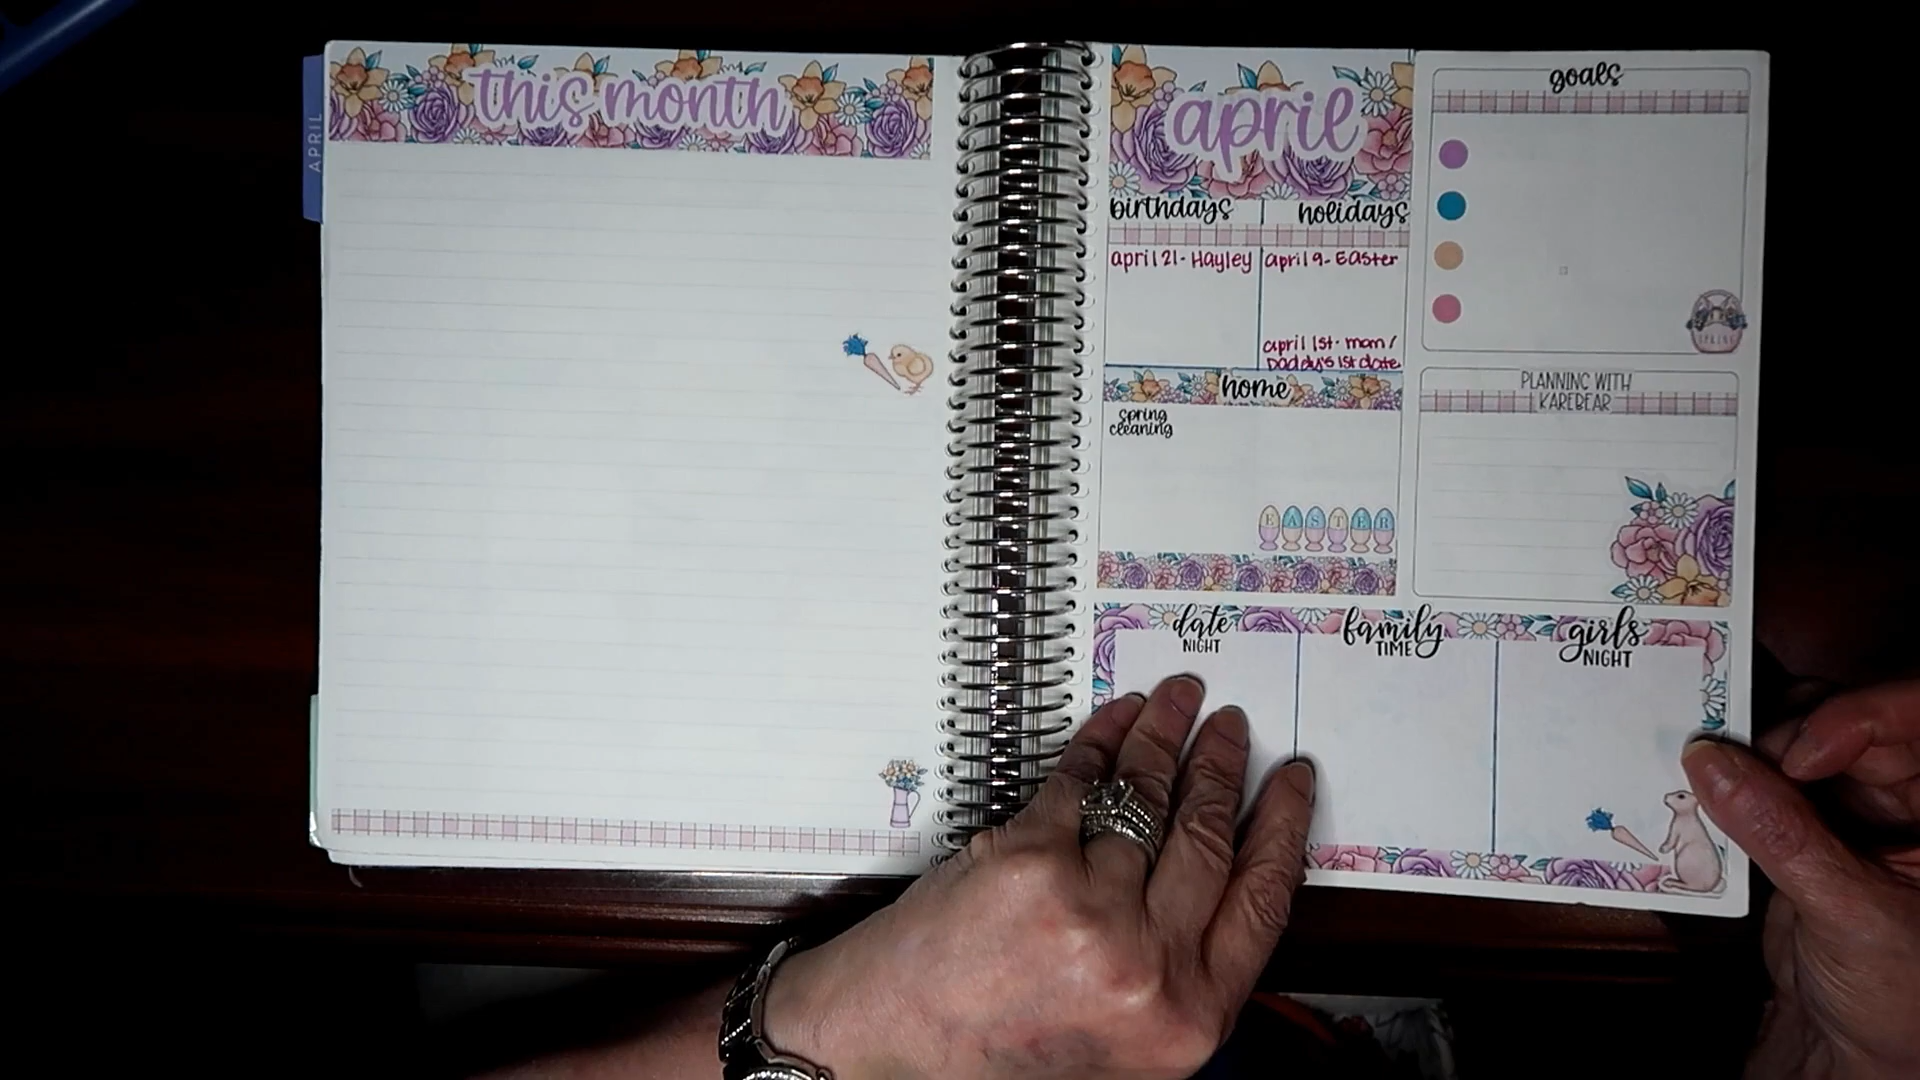 APRIL
this month
april
birthdays
holidays
april 21- Hayley
april 9- EASTER
april 1st- mom /
Daddy's 1st date
home
spring
cleaning
EASTER
goals
SPRING
PLANNING WITH
KAREBEAR
date
NIGHT
family
TIME
girls
NIGHT